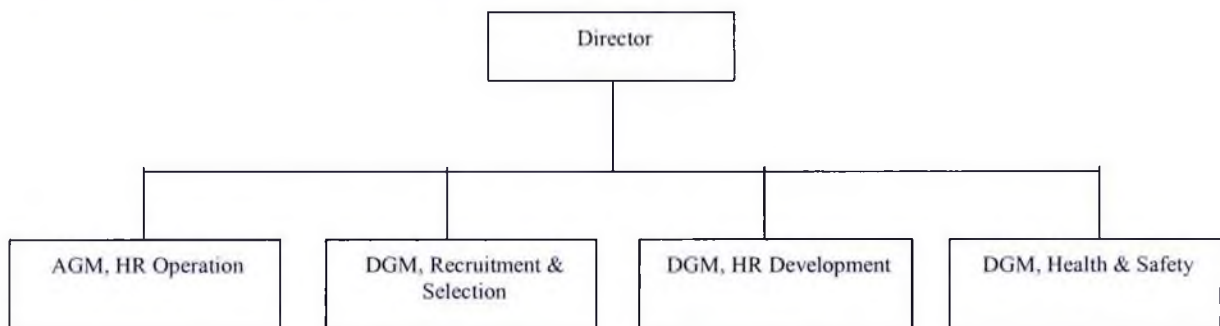 Director
AGM, HR Operation
DGM, Recruitment &
Selection
DGM, HR Development
DGM, Health & Safety